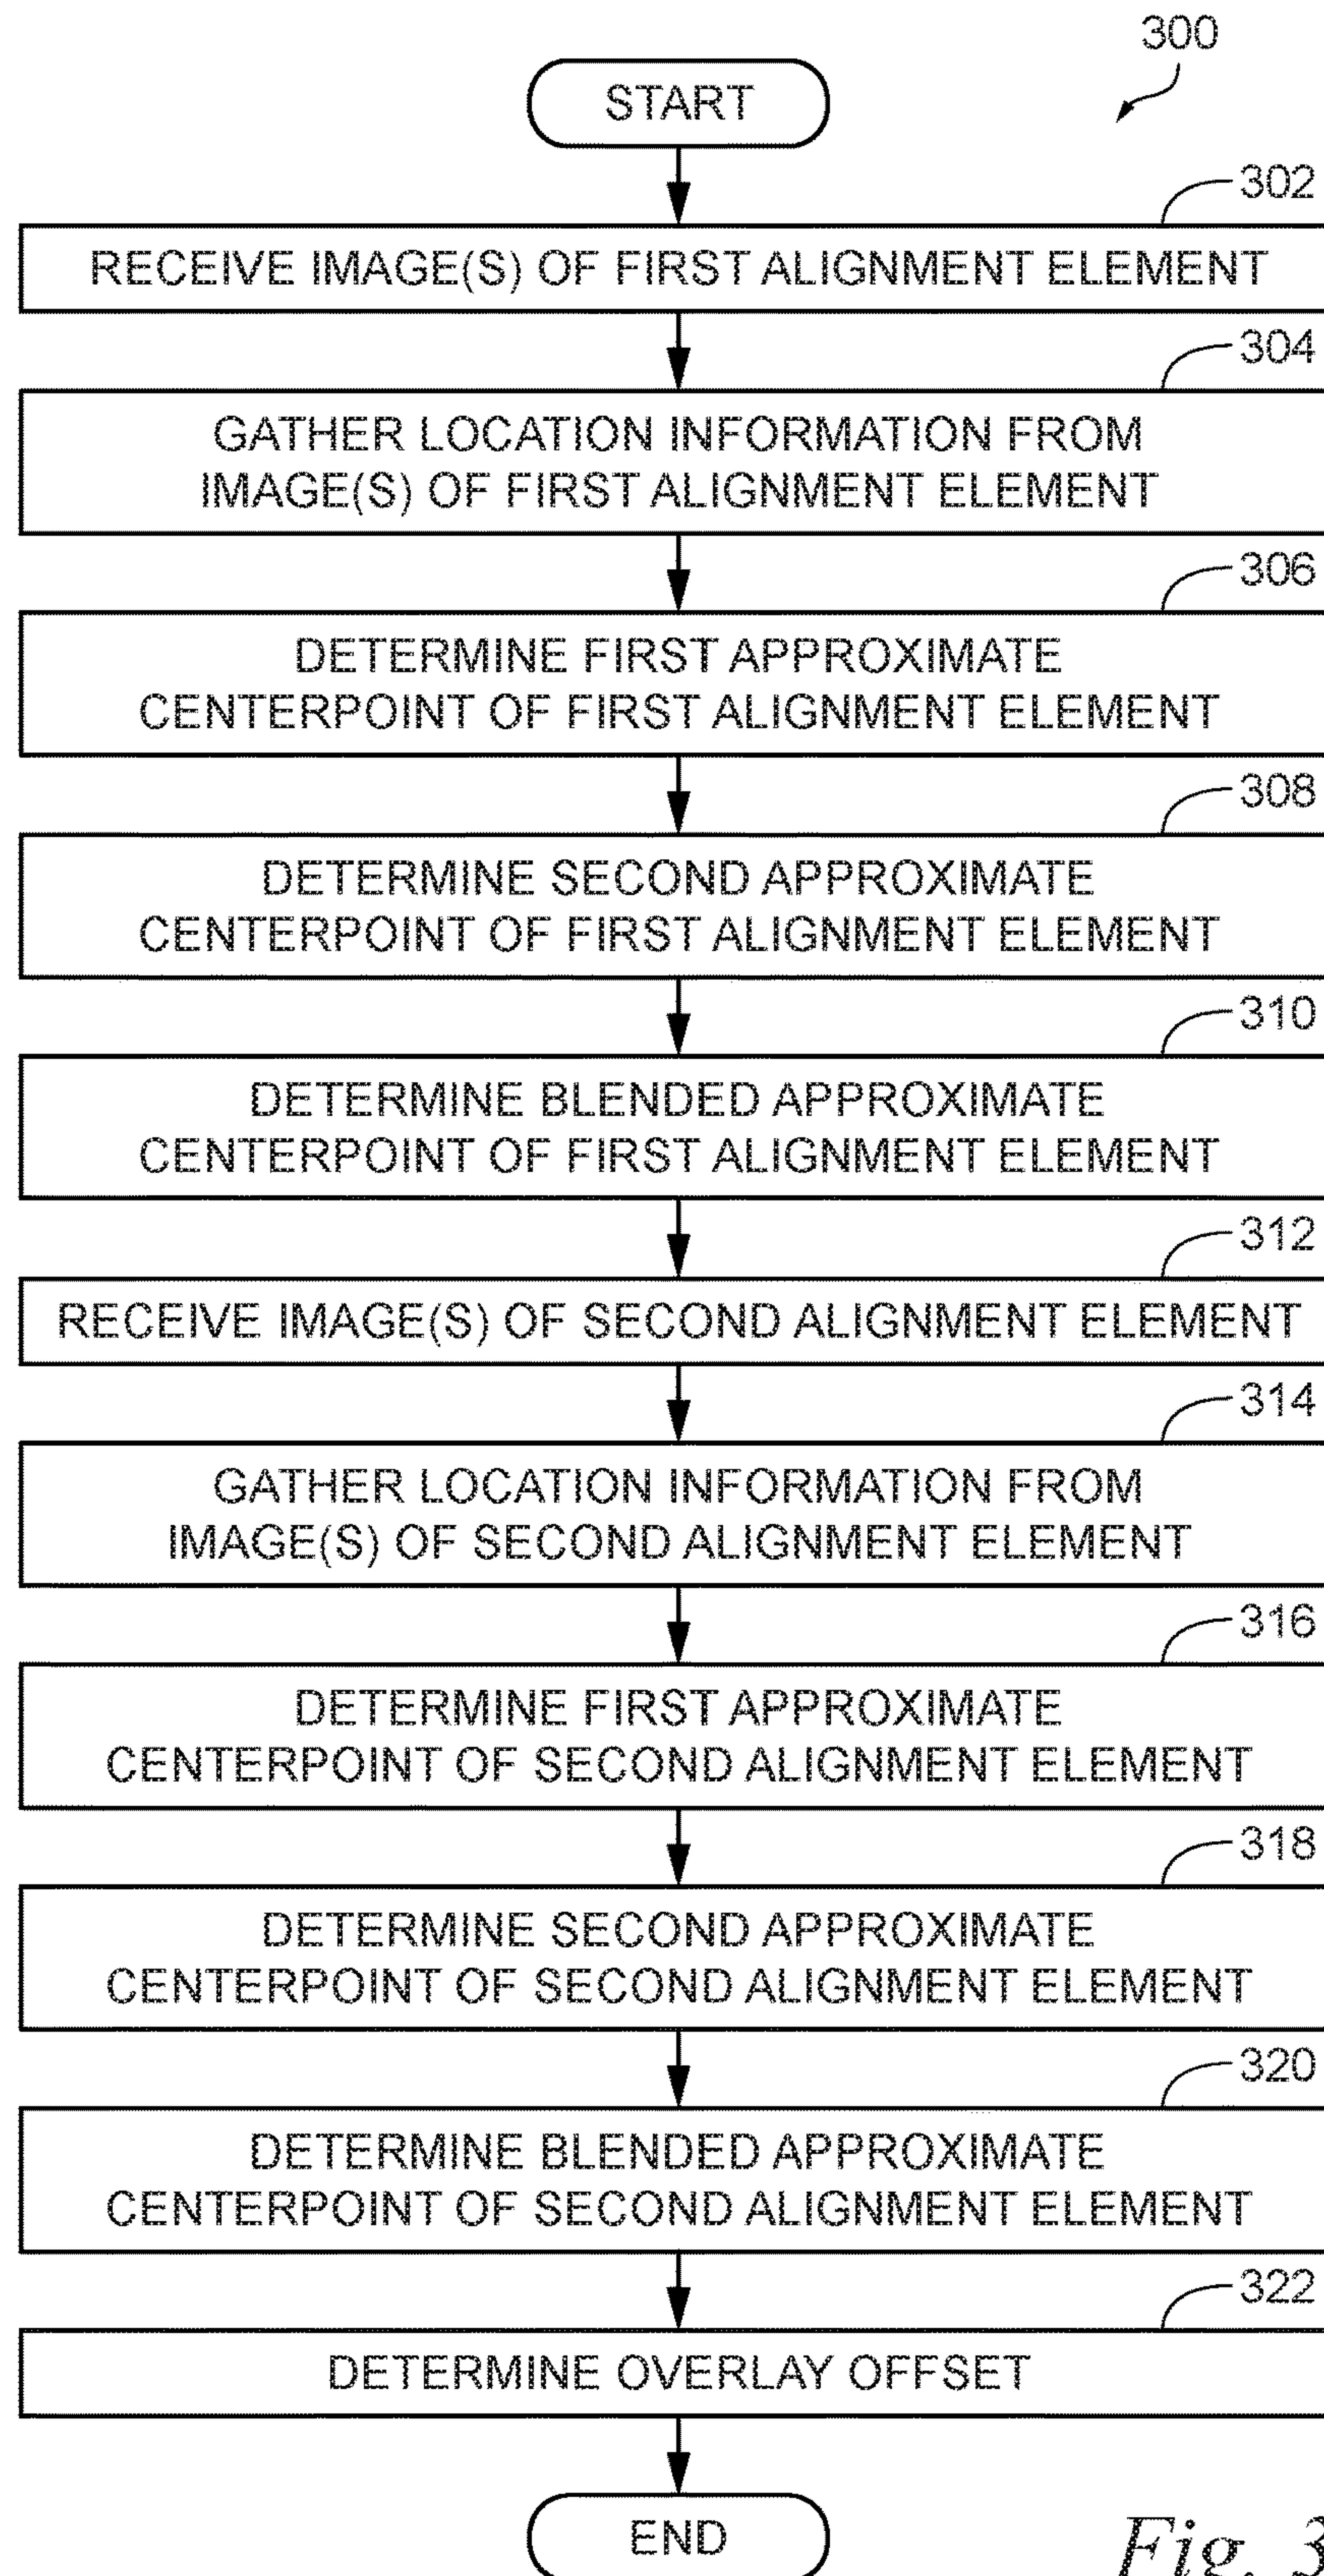 300
START
302
RECEIVE IMAGE(S) OF FIRST ALIGNMENT ELEMENT
304
GATHER LOCATION INFORMATION FROM
IMAGE(S) OF FIRST ALIGNMENT ELEMENT
306
DETERMINE FIRST APPROXIMATE
CENTERPOINT OF FIRST ALIGNMENT ELEMENT
308
DETERMINE SECOND APPROXIMATE
CENTERPOINT OF FIRST ALIGNMENT ELEMENT
310
DETERMINE BLENDED APPROXIMATE
CENTERPOINT OF FIRST ALIGNMENT ELEMENT
312
RECEIVE IMAGE(S) OF SECOND ALIGNMENT ELEMENT
314
GATHER LOCATION INFORMATION FROM
IMAGE(S) OF SECOND ALIGNMENT ELEMENT
316
DETERMINE FIRST APPROXIMATE
CENTERPOINT OF SECOND ALIGNMENT ELEMENT
318
DETERMINE SECOND APPROXIMATE
CENTERPOINT OF SECOND ALIGNMENT ELEMENT
320
DETERMINE BLENDED APPROXIMATE
CENTERPOINT OF SECOND ALIGNMENT ELEMENT
322
DETERMINE OVERLAY OFFSET
END
Fig. 3